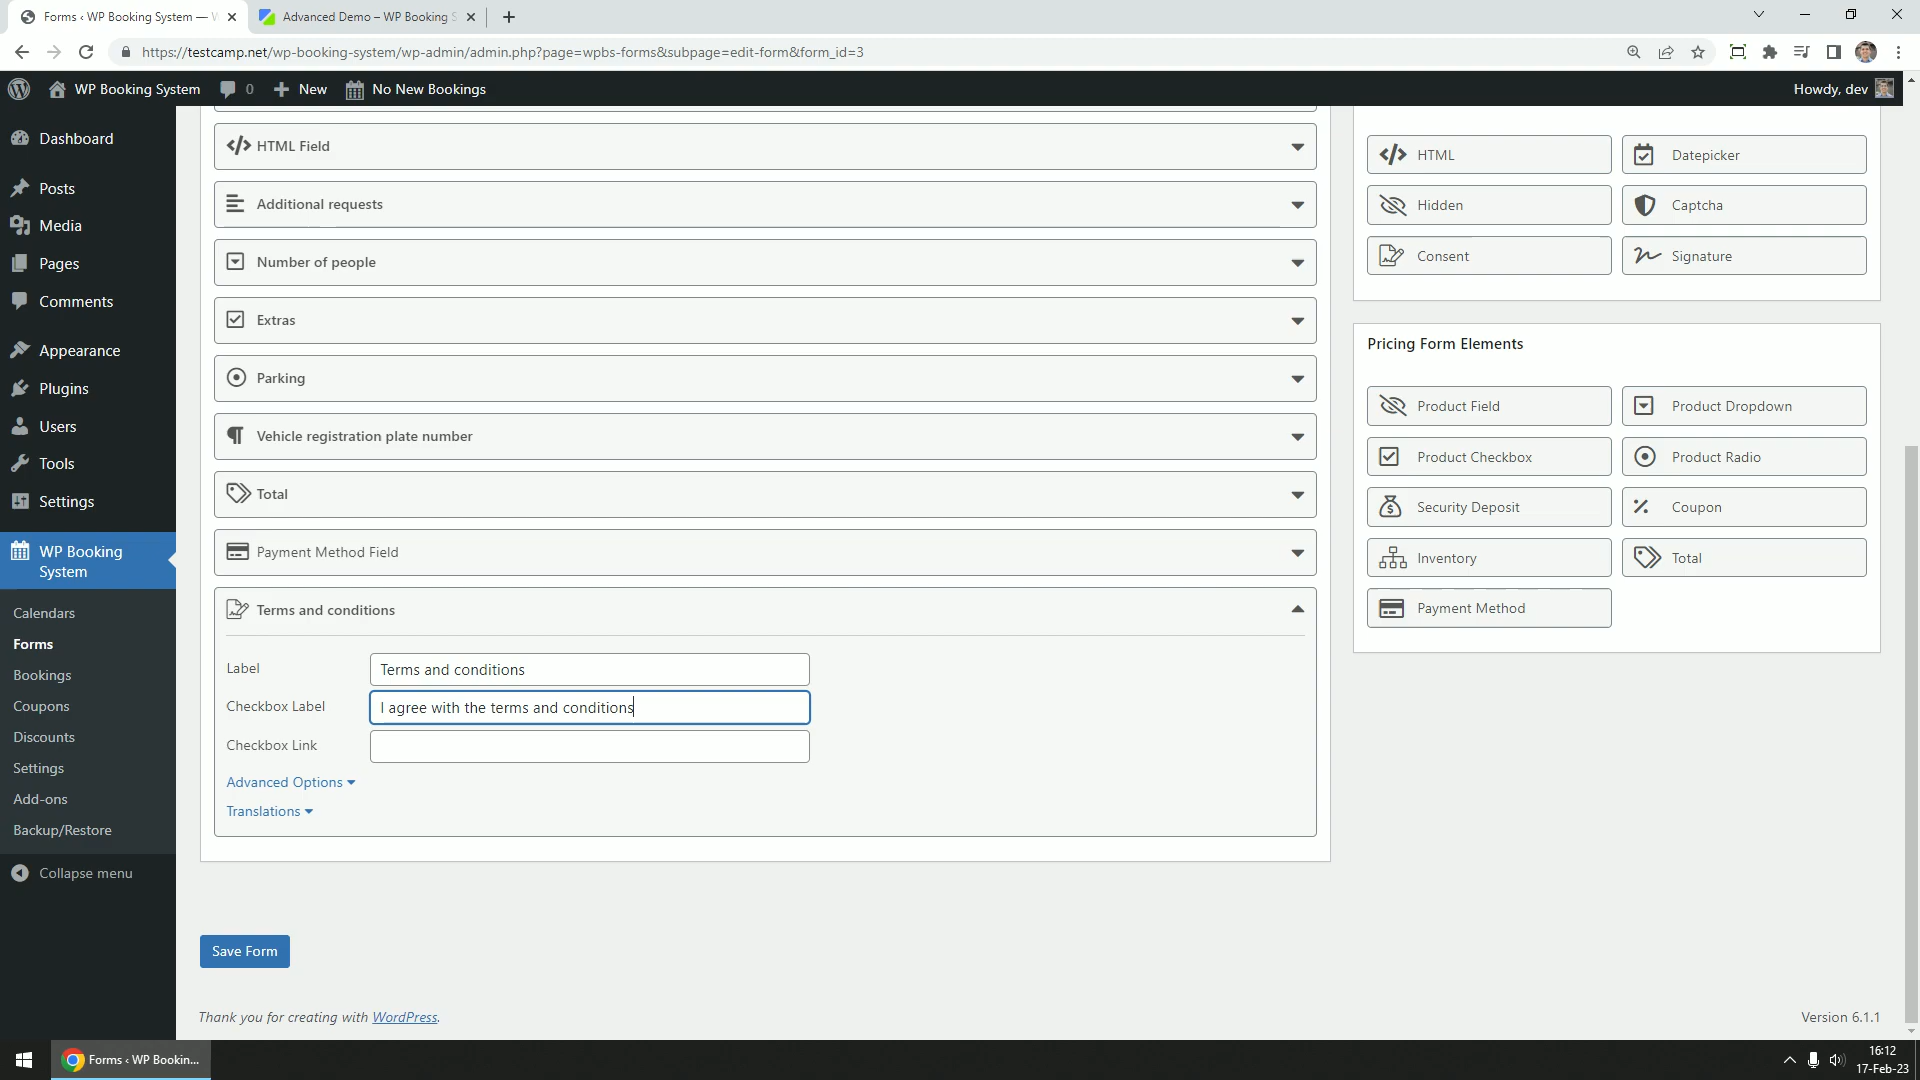 Forms ‹ WP Booking System — W
Advanced Demo – WP Booking S
https://testcamp.net/wp-booking-system/wp-admin/admin.php?page=wpbs-forms&subpage=edit-form&form_id=3
WP Booking System
0
New
No New Bookings
Howdy, dev
Dashboard
Posts
Media
Pages
Comments
Appearance
Plugins
Users
Tools
Settings
WP Booking
System
Calendars
Forms
Bookings
Coupons
Discounts
Settings
Add-ons
Backup/Restore
Collapse menu
HTML Field
Additional requests
Number of people
Extras
Parking
Vehicle registration plate number
Total
Payment Method Field
Terms and conditions
Label
Terms and conditions
Checkbox Label
I agree with the terms and conditions
Checkbox Link
Advanced Options
Translations
Save Form
Thank you for creating with WordPress.
Version 6.1.1
HTML
Datepicker
Hidden
Captcha
Consent
Signature
Pricing Form Elements
Product Field
Product Dropdown
Product Checkbox
Product Radio
Security Deposit
Coupon
Inventory
Total
Payment Method
Forms ‹ WP Bookin...
16:12
17-Feb-23